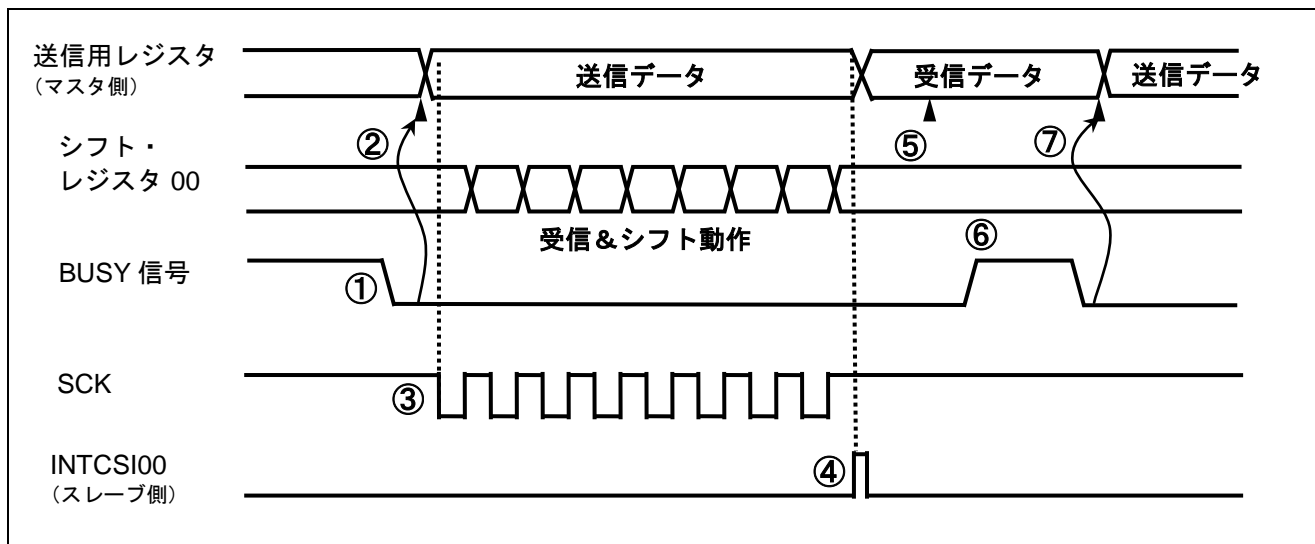 送信用レジスタ
（マスタ側）
送信データ
受信データ
送信データ
②
⑤
⑦
シフト・
レジスタ 00
受信＆シフト動作
⑥
BUSY 信号
①
SCK
③
INTCSI00
（スレーブ側）
④